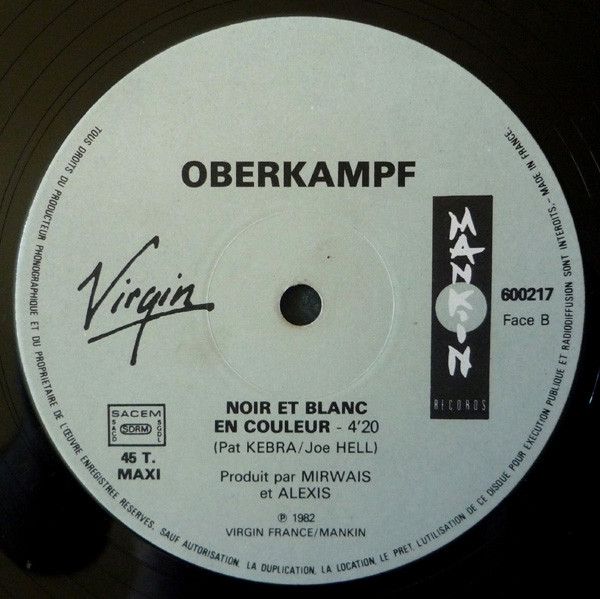 OBERKAMPF
Virgin
MANKIN
RECORDS
600217
Face B
NOIR ET BLANC
EN COULEUR - 4'20
(Pat KEBRA/Joe HELL)
Produit par MIRWAIS
et ALEXIS
℗ 1982
VIRGIN FRANCE/MANKIN
SACEM
SACD
SDRM
SGDL
45 T.
MAXI
TOUS DROITS DU PRODUCTEUR PHONOGRAPHIQUE ET DU PROPRIETAIRE DE L'ŒUVRE ENREGISTREE RESERVES. SAUF AUTORISATION, LA DUPLICATION, LA LOCATION, LE PRET, L'UTILISATION DE CE DISQUE POUR EXECUTION PUBLIQUE ET RADIODIFFUSION SONT INTERDITS.- MADE IN FRANCE.